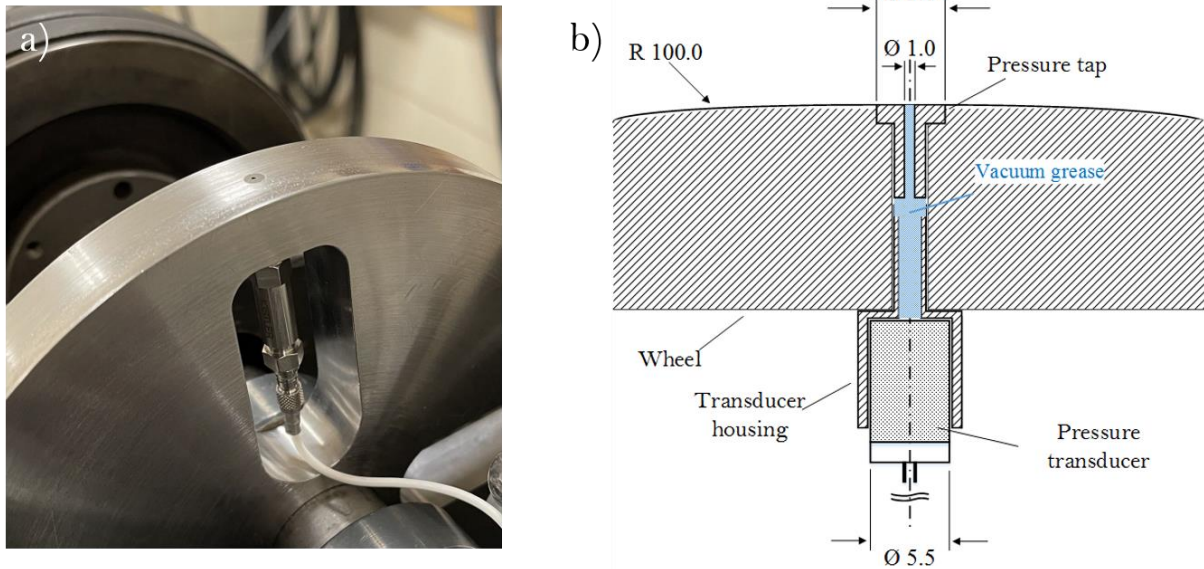 a)
b)
R 100.0
Ø 1.0
Pressure tap
Vacuum grease
Wheel
Transducer
housing
Pressure
transducer
Ø 5.5